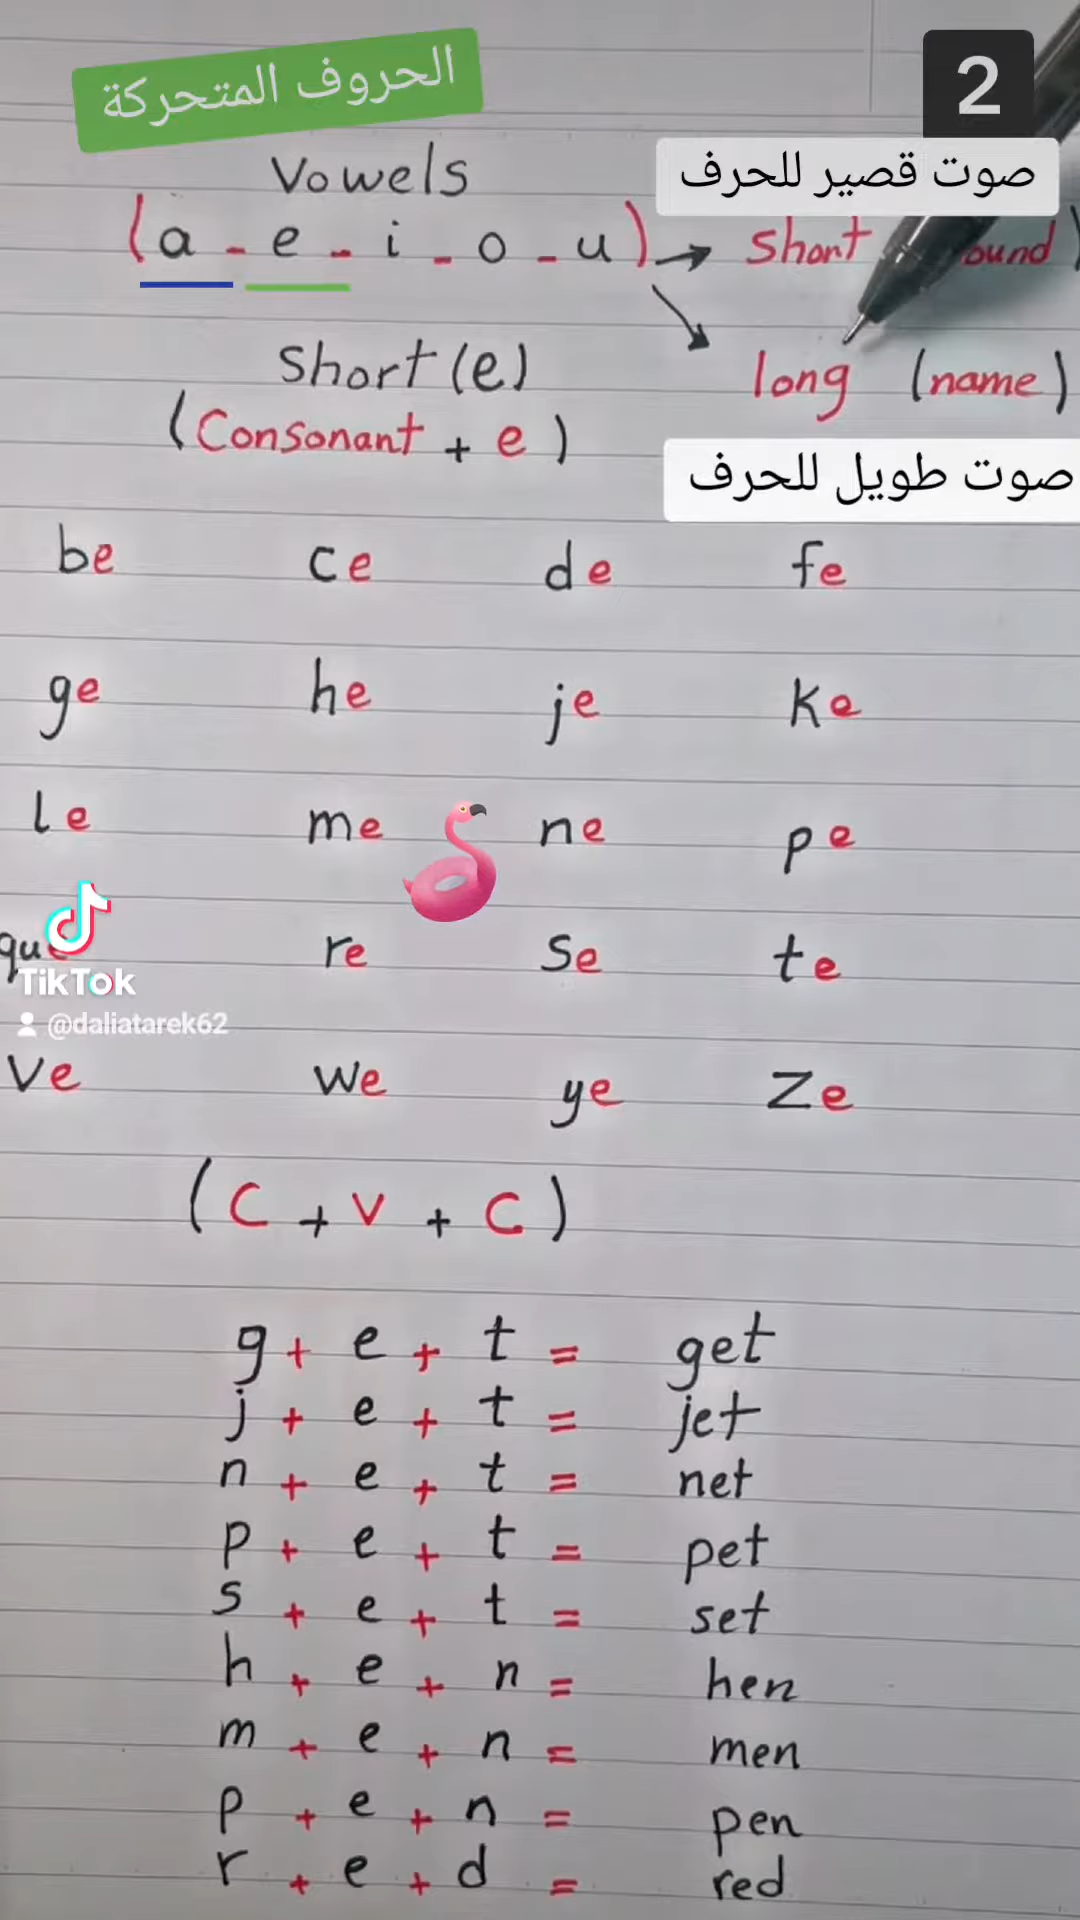 الحروف المتحركة
2
Vowels
صوت قصير للحرف
(a - e - i - o - u) → short ound)
short (e)
long (name)
(Consonant + e)
صوت طويل للحرف
be ce de fe
ge he je Ke
le me ne pe
que re se te
TikTok
@daliatarek62
ve we ye Ze
(C + V + C)
g + e + t = get
j + e + t = jet
n + e + t = net
p + e + t = pet
s + e + t = set
h + e + n = hen
m + e + n = men
p + e + n = pen
r + e + d = red